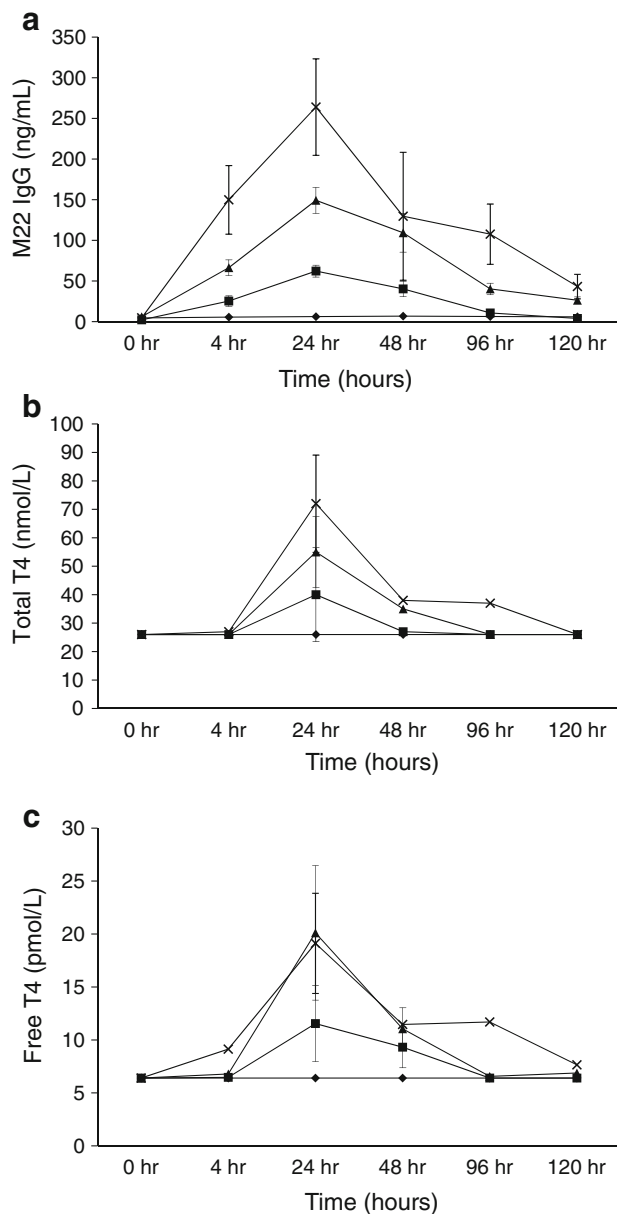 a
M22 IgG (ng/mL)
350
300
250
200
150
100
50
0
0 hr 4 hr 24 hr 48 hr 96 hr 120 hr
Time (hours)
b
Total T4 (nmol/L)
100
90
80
70
60
50
40
30
20
10
0
0 hr 4 hr 24 hr 48 hr 96 hr 120 hr
Time (hours)
c
Free T4 (pmol/L)
30
25
20
15
10
5
0
0 hr 4 hr 24 hr 48 hr 96 hr 120 hr
Time (hours)